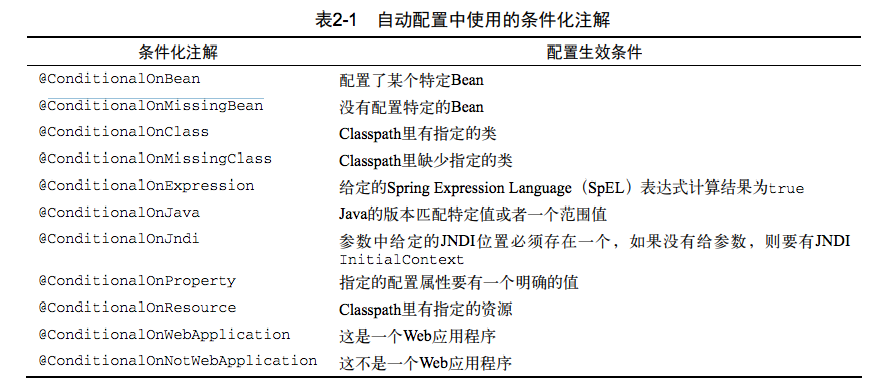 表2-1 自动配置中使用的条件化注解
条件化注解 配置生效条件
@ConditionalOnBean 配置了某个特定Bean
@ConditionalOnMissingBean 没有配置特定的Bean
@ConditionalOnClass Classpath里有指定的类
@ConditionalOnMissingClass Classpath里缺少指定的类
@ConditionalOnExpression 给定的Spring Expression Language（SpEL）表达式计算结果为true
@ConditionalOnJava Java的版本匹配特定值或者一个范围值
@ConditionalOnJndi 参数中给定的JNDI位置必须存在一个，如果没有给参数，则要有JNDI
InitialContext
@ConditionalOnProperty 指定的配置属性要有一个明确的值
@ConditionalOnResource Classpath里有指定的资源
@ConditionalOnWebApplication 这是一个Web应用程序
@ConditionalOnNotWebApplication 这不是一个Web应用程序